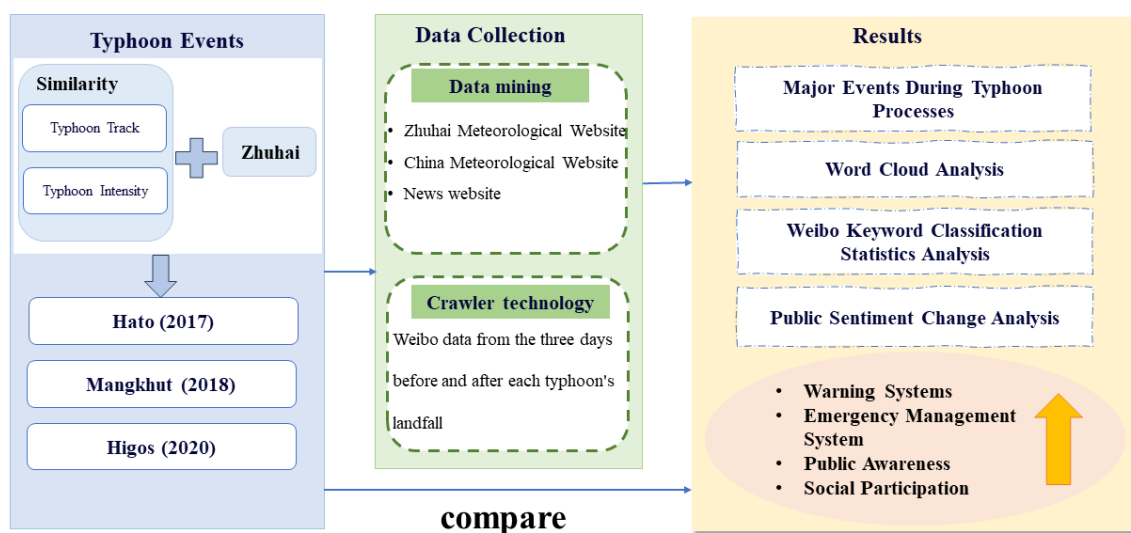 Typhoon Events
Similarity
Typhoon Track
Typhoon Intensity
Zhuhai
Hato (2017)
Mangkhut (2018)
Higos (2020)
Data Collection
Data mining
• Zhuhai Meteorological Website
• China Meteorological Website
• News website
Crawler technology
Weibo data from the three days
before and after each typhoon's
landfall
compare
Results
Major Events During Typhoon
Processes
Word Cloud Analysis
Weibo Keyword Classification
Statistics Analysis
Public Sentiment Change Analysis
• Warning Systems
• Emergency Management
System
• Public Awareness
• Social Participation